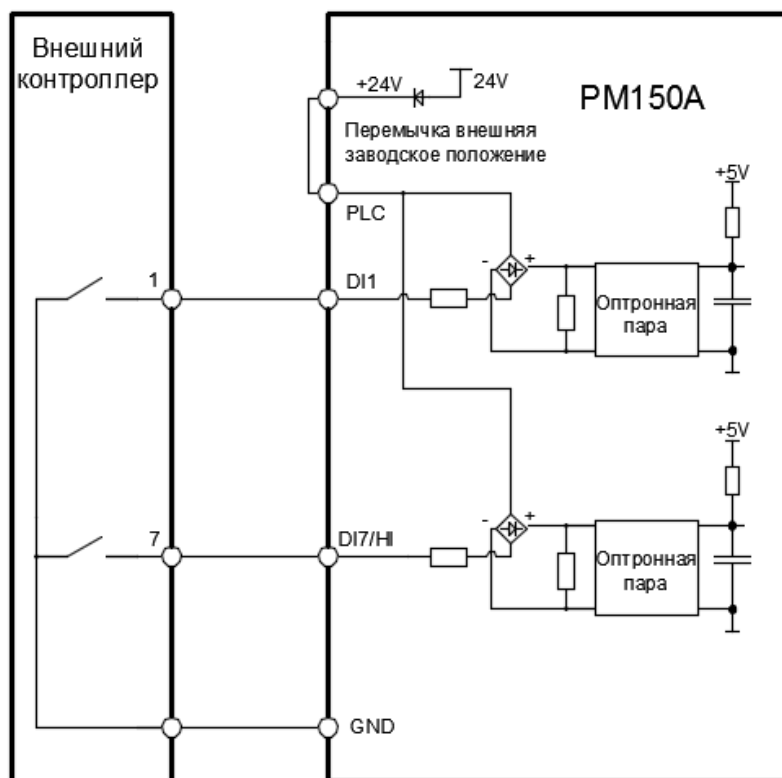 Внешний
контроллер
+24V
24V
PM150A
Перемычка внешняя
заводское положение
PLC
+5V
- +
1
DI1
Оптронная
пара
+5V
- +
7
DI7/HI
Оптронная
пара
GND